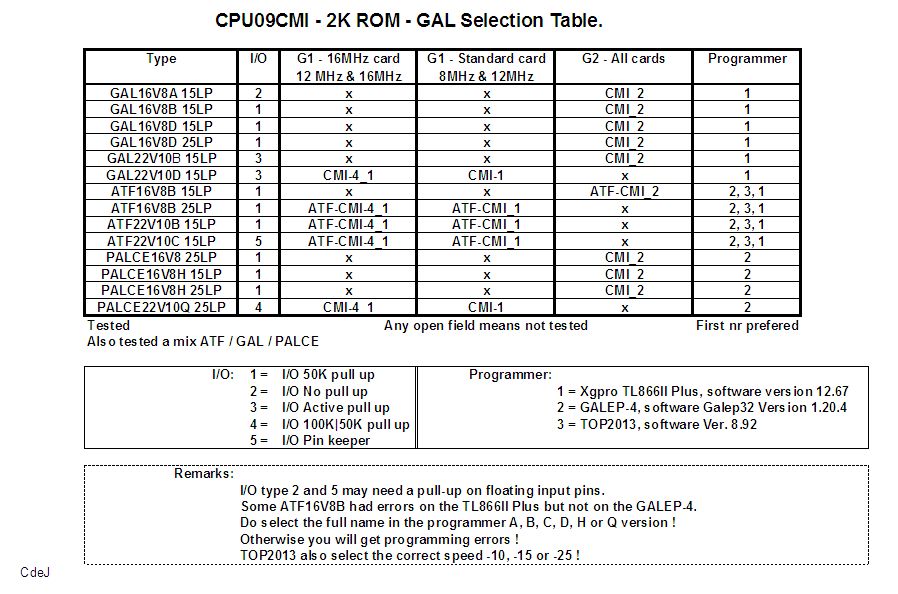 CPU09CMI - 2K ROM - GAL Selection Table.
Type I/O G1 - 16MHz card G1 - Standard card G2 - All cards Programmer
12 MHz & 16MHz 8MHz & 12MHz
GAL16V8A 15LP 2 x x CMI_2 1
GAL16V8B 15LP 1 x x CMI_2 1
GAL16V8D 15LP 1 x x CMI_2 1
GAL16V8D 25LP 1 x x CMI_2 1
GAL22V10B 15LP 3 x x CMI_2 1
GAL22V10D 15LP 3 CMI-4_1 CMI-1 x 1
ATF16V8B 15LP 1 x x ATF-CMI_2 2, 3, 1
ATF16V8B 25LP 1 ATF-CMI-4_1 ATF-CMI_1 x 2, 3, 1
ATF22V10B 15LP 1 ATF-CMI-4_1 ATF-CMI_1 x 2, 3, 1
ATF22V10C 15LP 5 ATF-CMI-4_1 ATF-CMI_1 x 2, 3, 1
PALCE16V8 25LP 1 x x CMI_2 2
PALCE16V8H 15LP 1 x x CMI_2 2
PALCE16V8H 25LP 1 x x CMI_2 2
PALCE22V10Q 25LP 4 CMI-4_1 CMI-1 x 2
Tested Any open field means not tested First nr prefered
Also tested a mix ATF / GAL / PALCE
I/O: 1 = I/O 50K pull up Programmer:
2 = I/O No pull up 1 = Xgpro TL866II Plus, software version 12.67
3 = I/O Active pull up 2 = GALEP-4, software Galep32 Version 1.20.4
4 = I/O 100K|50K pull up 3 = TOP2013, software Ver. 8.92
5 = I/O Pin keeper
Remarks:
I/O type 2 and 5 may need a pull-up on floating input pins.
Some ATF16V8B had errors on the TL866II Plus but not on the GALEP-4.
Do select the full name in the programmer A, B, C, D, H or Q version !
Otherwise you will get programming errors !
TOP2013 also select the correct speed -10, -15 or -25 !
CdeJ